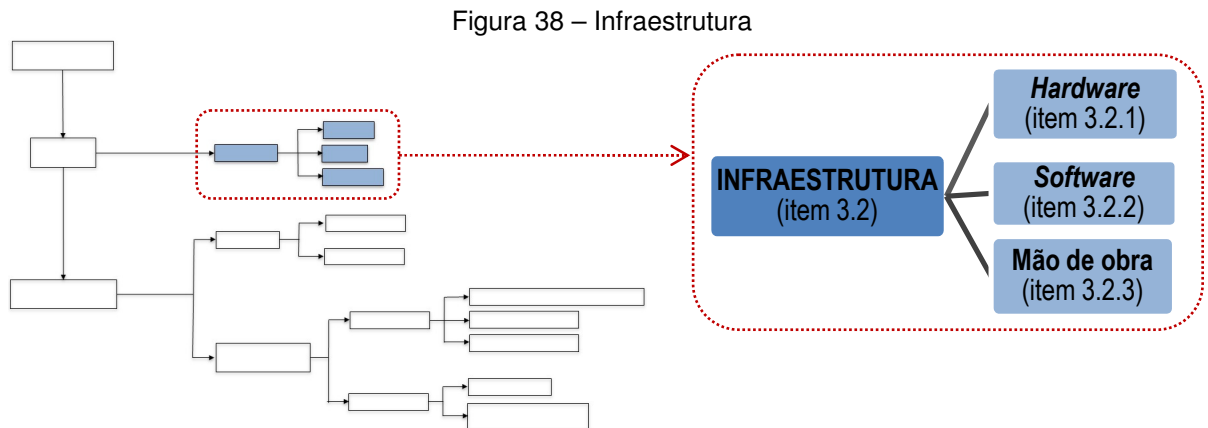 Figura 38 – Infraestrutura
Hardware
(item 3.2.1)
INFRAESTRUTURA
(item 3.2)
Software
(item 3.2.2)
Mão de obra
(item 3.2.3)